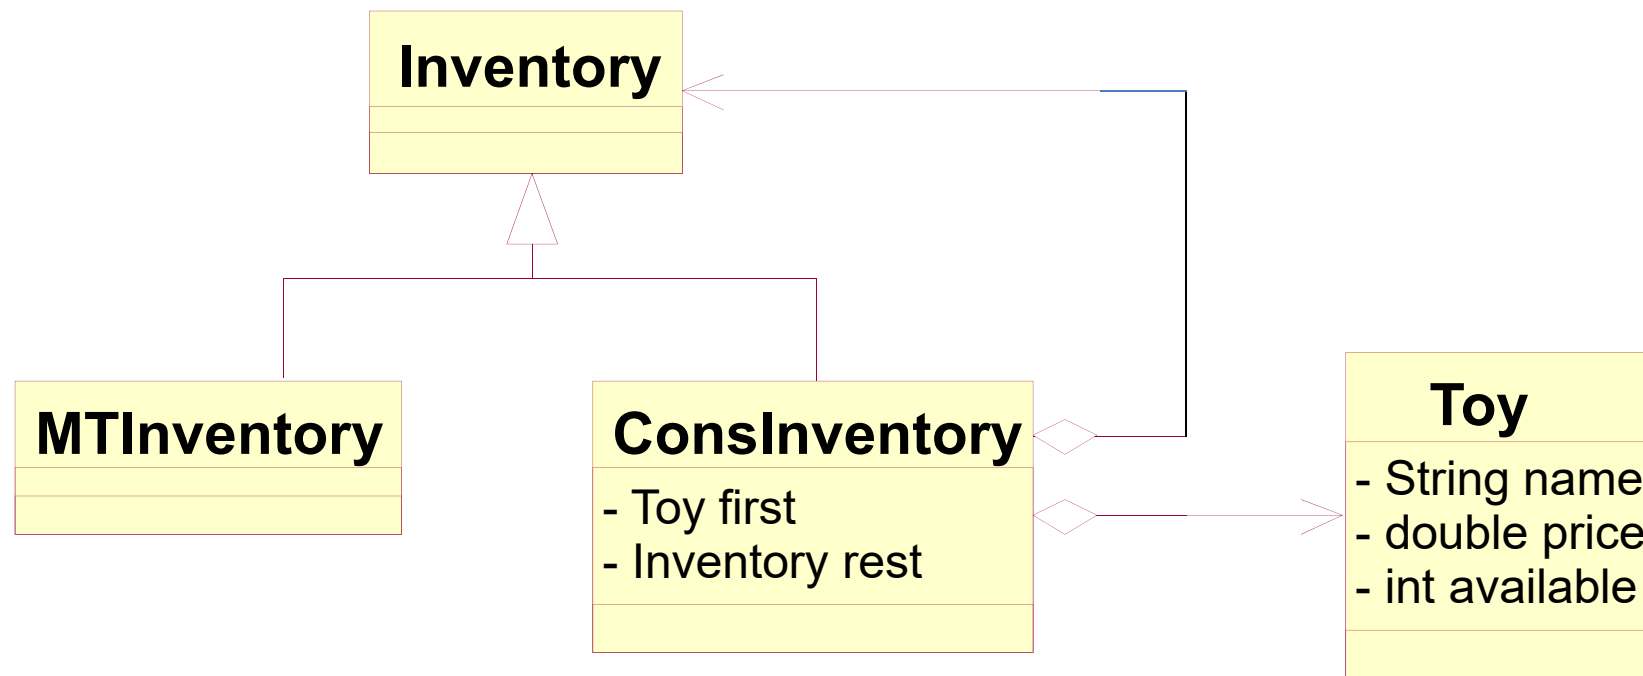 Inventory
MTInventory
ConsInventory
- Toy first
- Inventory rest
Toy
- String name
- double price
- int available